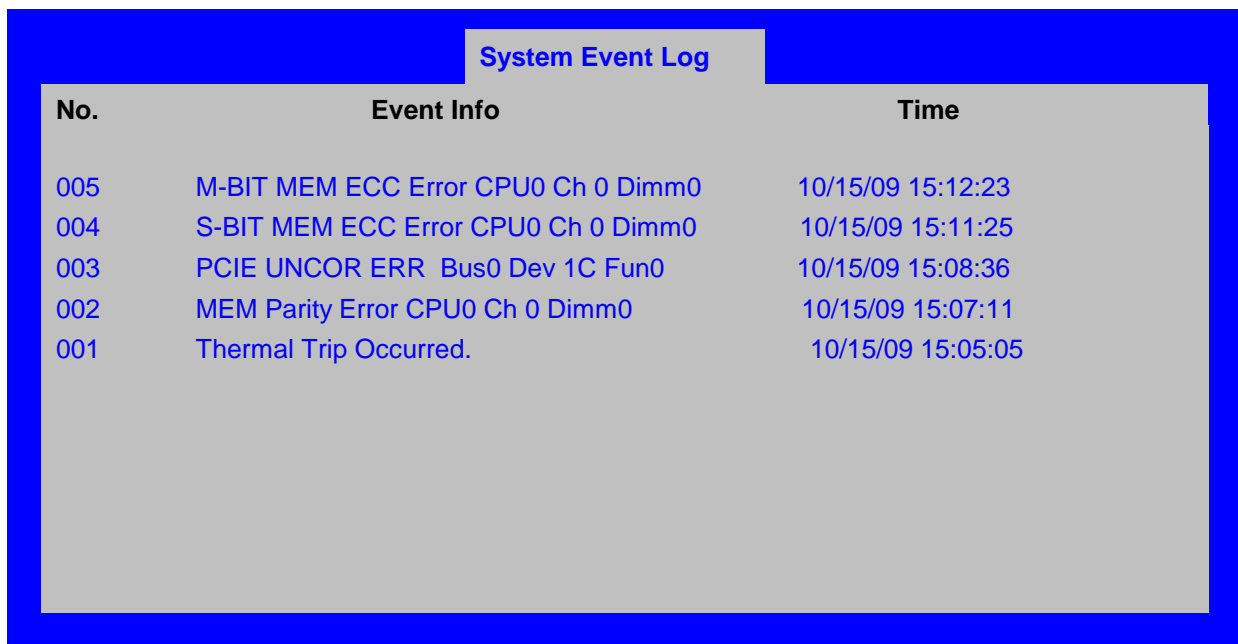 System Event Log
No. Event Info Time
005 M-BIT MEM ECC Error CPU0 Ch 0 Dimm0 10/15/09 15:12:23
004 S-BIT MEM ECC Error CPU0 Ch 0 Dimm0 10/15/09 15:11:25
003 PCIE UNCOR ERR Bus0 Dev 1C Fun0 10/15/09 15:08:36
002 MEM Parity Error CPU0 Ch 0 Dimm0 10/15/09 15:07:11
001 Thermal Trip Occurred. 10/15/09 15:05:05